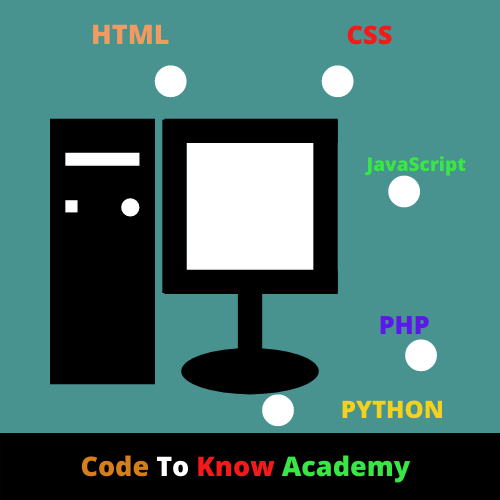 HTML
CSS
JavaScript
PHP
PYTHON
Code To Know Academy